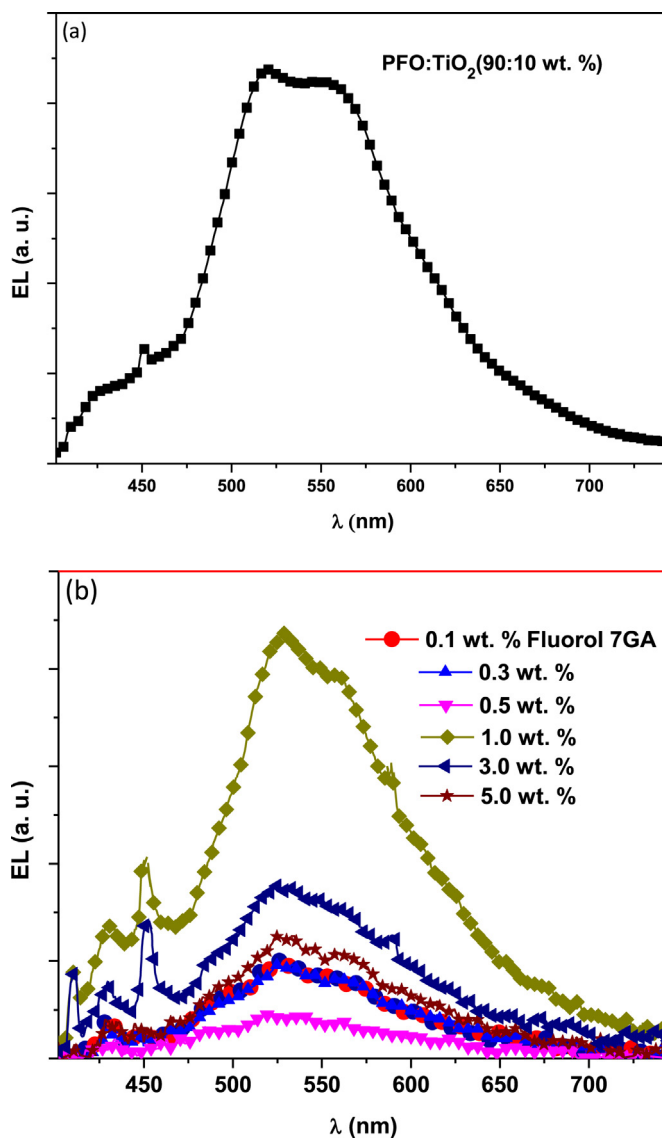 (a)
PFO:TiO₂(90:10 wt. %)
EL (a. u.)
450 500 550 600 650 700
λ (nm)
(b)
0.1 wt. % Fluorol 7GA
0.3 wt. %
0.5 wt. %
1.0 wt. %
3.0 wt. %
5.0 wt. %
EL (a. u.)
450 500 550 600 650 700
λ (nm)